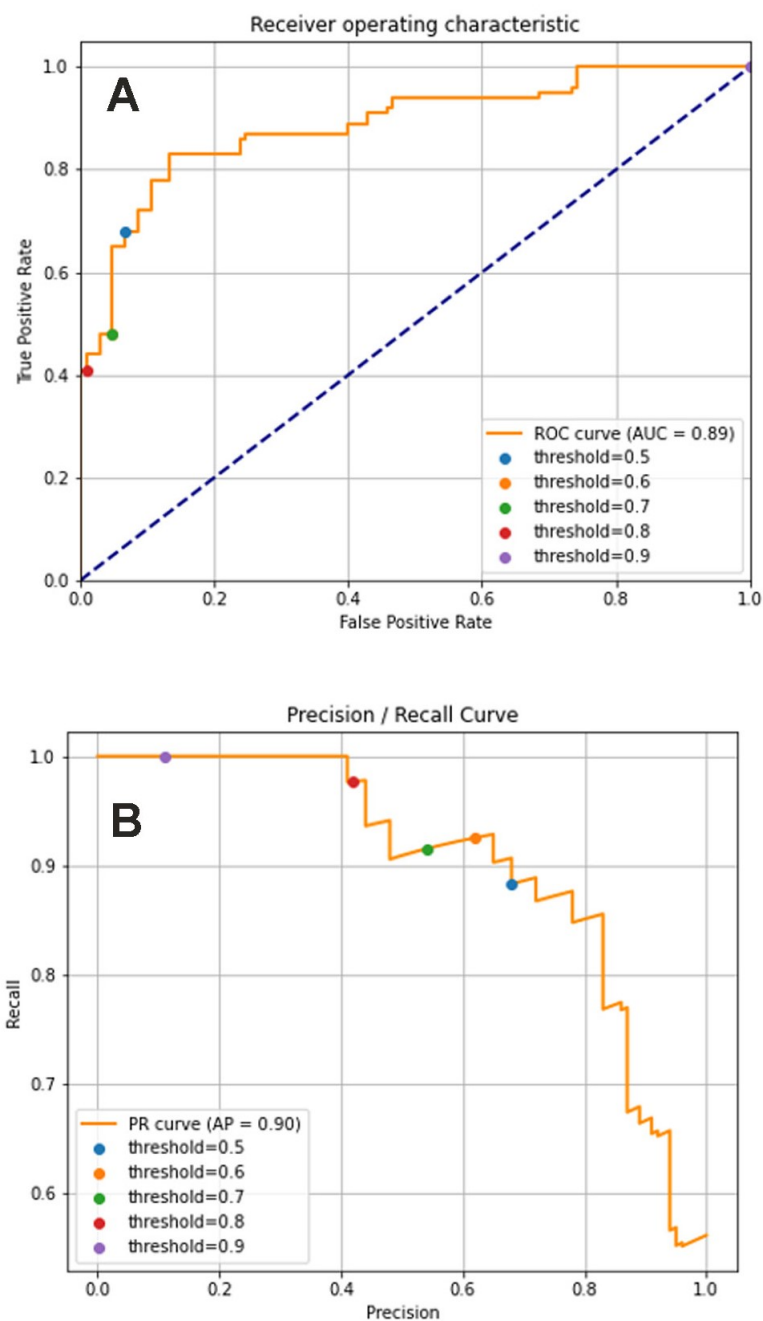 Receiver operating characteristic
A
1.0
0.8
0.6
0.4
0.2
0.0
True Positive Rate
ROC curve (AUC = 0.89)
threshold=0.5
threshold=0.6
threshold=0.7
threshold=0.8
threshold=0.9
0.0 0.2 0.4 0.6 0.8 1.0
False Positive Rate
Precision / Recall Curve
B
1.0
0.9
0.8
0.7
0.6
Recall
PR curve (AP = 0.90)
threshold=0.5
threshold=0.6
threshold=0.7
threshold=0.8
threshold=0.9
0.0 0.2 0.4 0.6 0.8 1.0
Precision